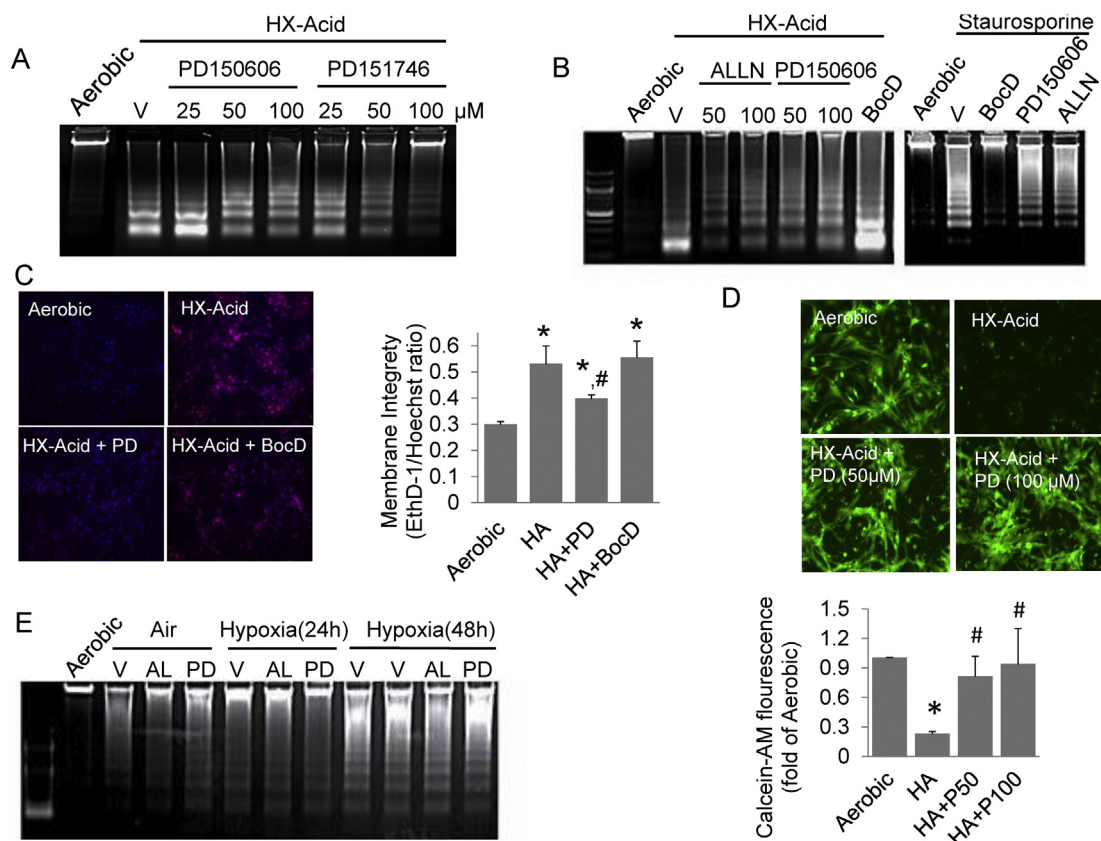 A
HX-Acid
Aerobic
PD150606
PD151746
V 25 50 100 25 50 100 µM
B
HX-Acid
Staurosporine
Aerobic
ALLN
PD150606
BocD
V 50 100 50 100
Aerobic
V
BocD
PD150606
ALLN
C
Aerobic
HX-Acid
HX-Acid + PD
HX-Acid + BocD
Membrane Integrety
(EthD-1/Hoechst ratio)
0.6
0.5
0.4
0.3
0.2
0.1
0
*
*,#
*
Aerobic
HA
HA+PD
HA+BocD
D
Aerobic
HX-Acid
HX-Acid +
PD (50µM)
HX-Acid +
PD (100 µM)
Calcein-AM flourescence
(fold of Aerobic)
1.5
1.2
0.9
0.3
0
*
#
#
Aerobic
HA
HA+P50
HA+P100
E
Aerobic
Air
Hypoxia(24h)
Hypoxia(48h)
V AL PD V AL PD V V AL PD